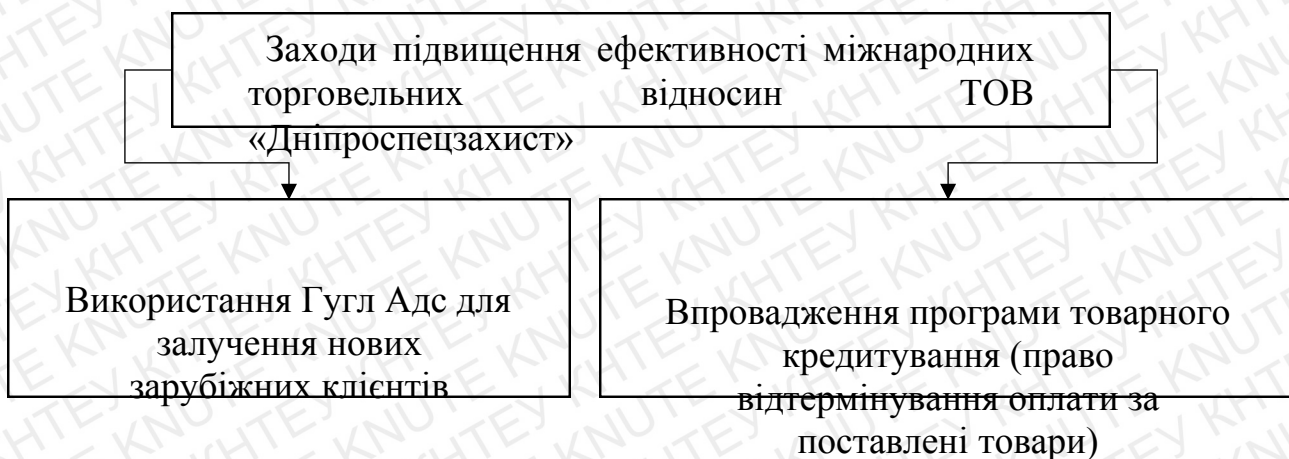 Заходи підвищення ефективності міжнародних
торговельних відносин ТОВ
«Дніпроспецзахист»
Використання Гугл Адс для
залучення нових
зарубіжних клієнтів
Впровадження програми товарного
кредитування (право
відтермінування оплати за
поставлені товари)